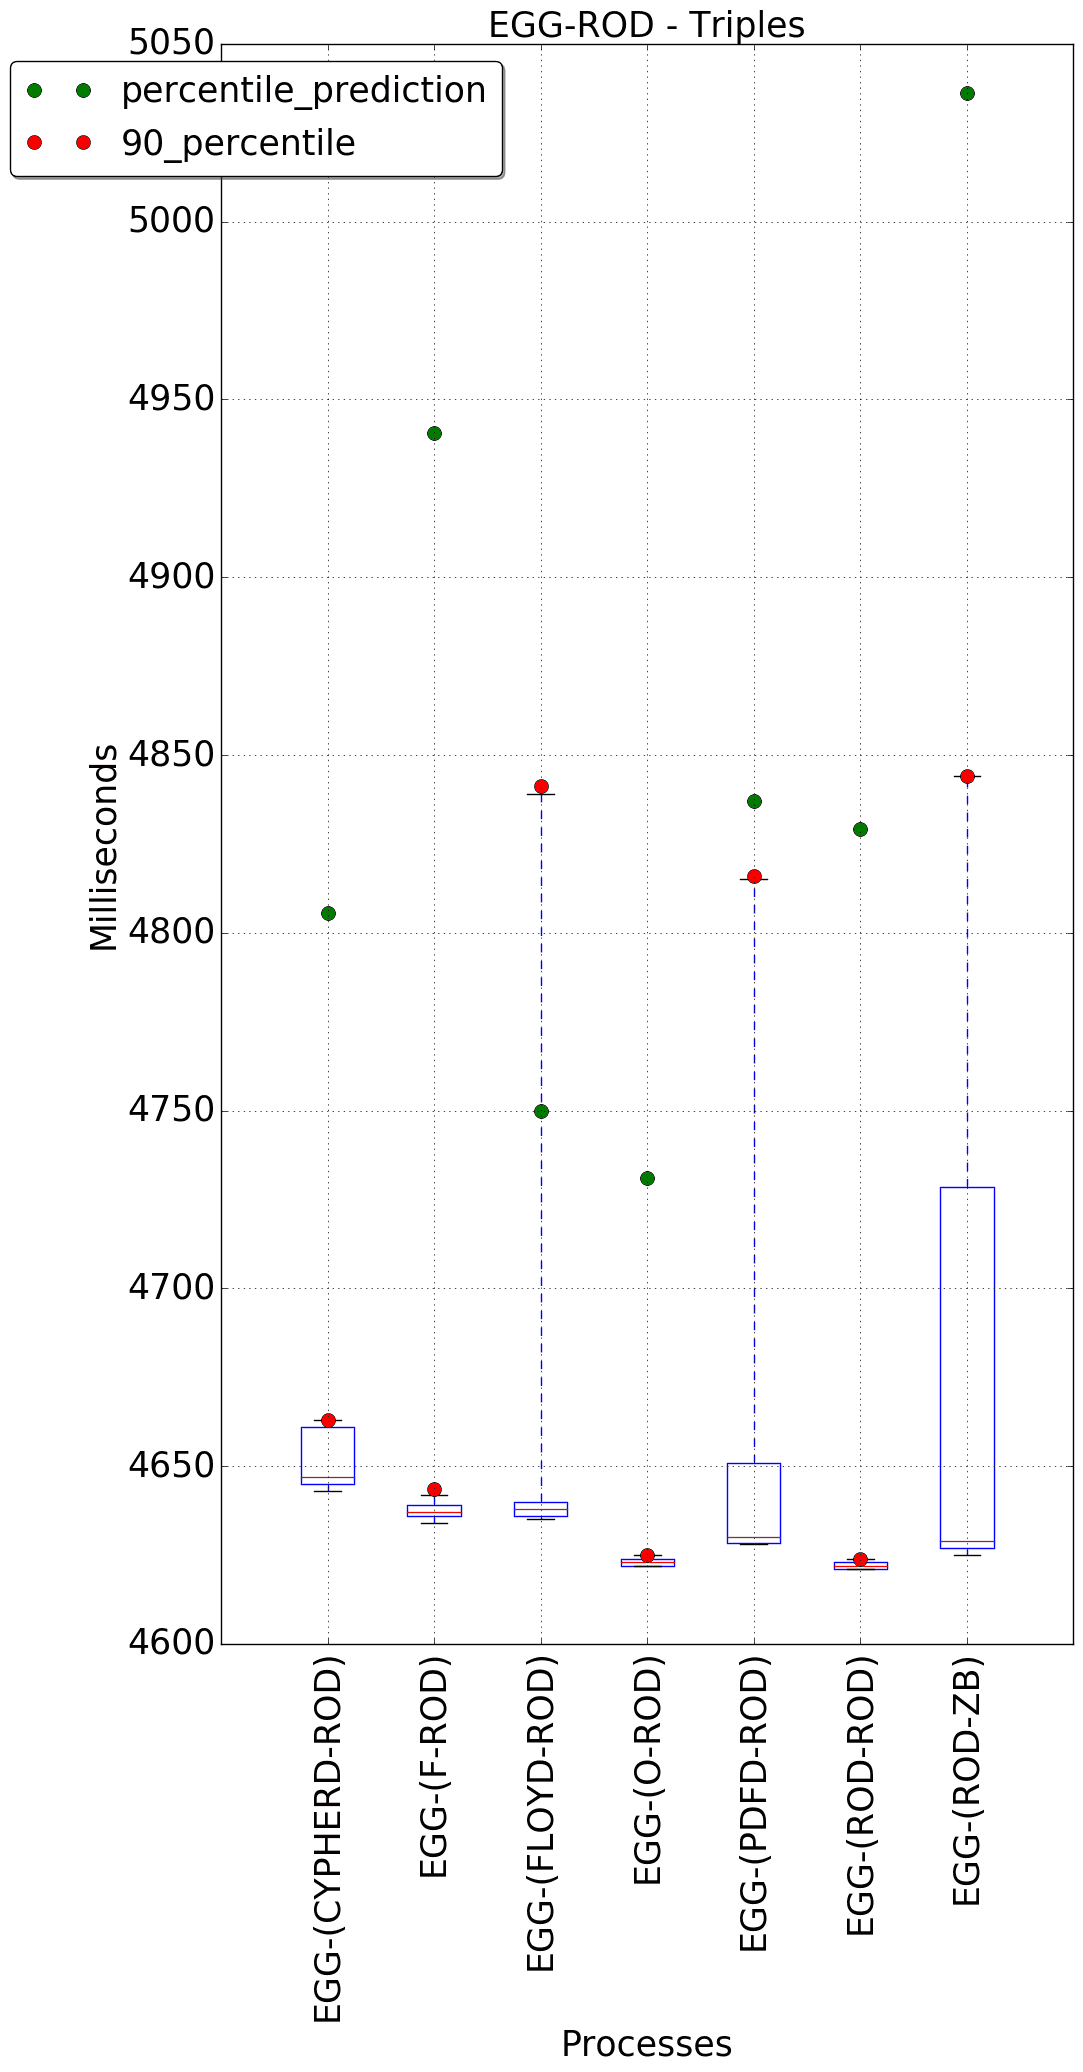 EGG-ROD - Triples
percentile_prediction
90_percentile
5050
5000
4950
4900
4850
4800
4750
4700
4650
4600
Milliseconds
EGG-(CYPHERD-ROD)
EGG-(F-ROD)
EGG-(FLOYD-ROD)
EGG-(O-ROD)
EGG-(PDFD-ROD)
EGG-(ROD-ROD)
EGG-(ROD-ZB)
Processes